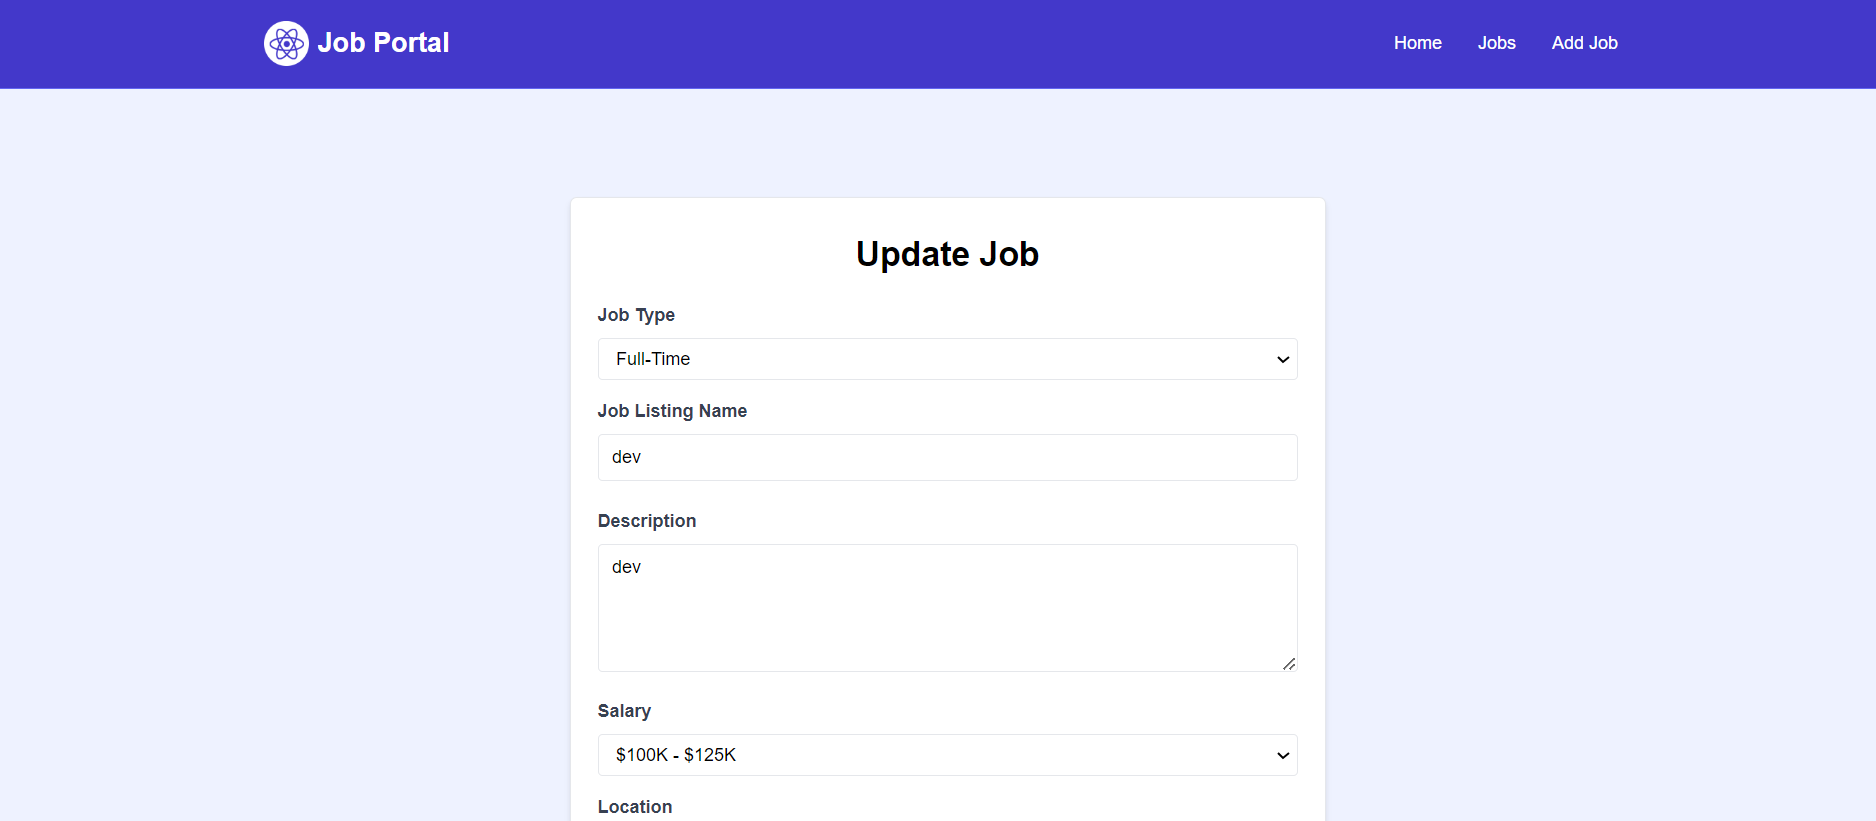 Job Portal
Home Jobs Add Job
Update Job
Job Type
Full-Time
Job Listing Name
dev
Description
dev
Salary
$100K - $125K
Location